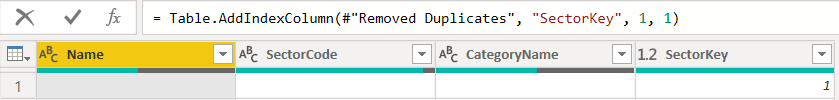 fx = Table.AddIndexColumn(#"Removed Duplicates", "SectorKey", 1, 1)
ABC Name ABC SectorCode ABC CategoryName 1.2 SectorKey
1 1